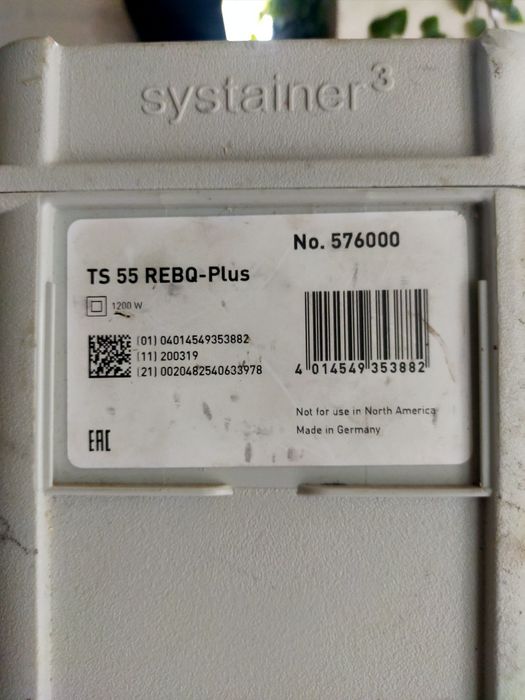 systainer³
No. 576000
TS 55 REBQ-Plus
1200 W
(01) 04014549353882
(11) 200319
(21) 0020482540633978
4 014549 353882
Not for use in North America
Made in Germany
EAC